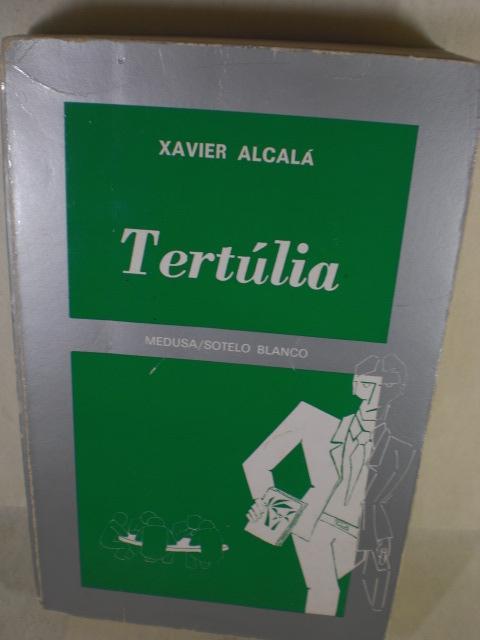 XAVIER ALCALÁ
Tertúlia
MEDUSA/SOTELO BLANCO